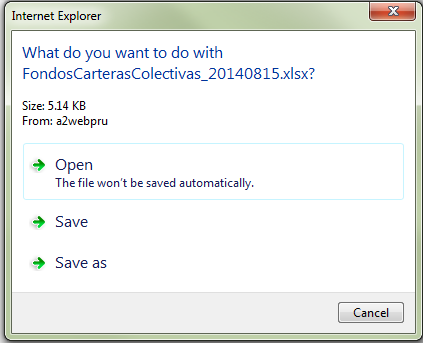 Internet Explorer
What do you want to do with
FondosCarterasColectivas_20140815.xlsx?
Size: 5.14 KB
From: a2webpru
Open
The file won't be saved automatically.
Save
Save as
Cancel